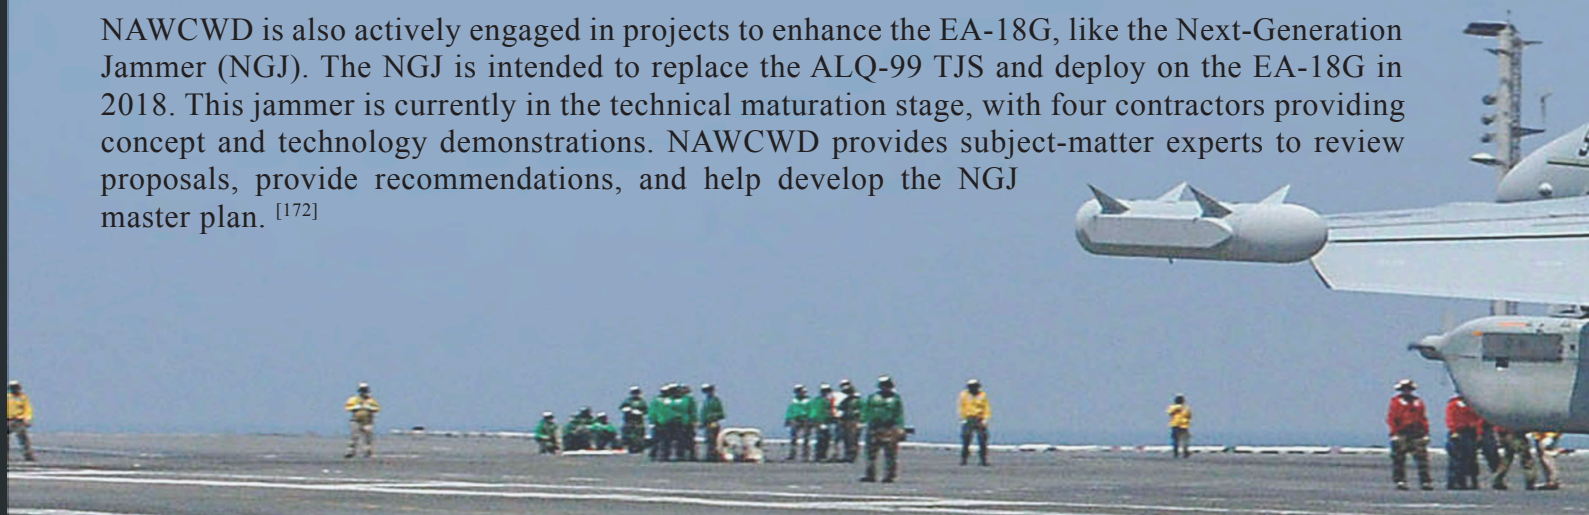 NAWCWD is also actively engaged in projects to enhance the EA-18G, like the Next-Generation
Jammer (NGJ). The NGJ is intended to replace the ALQ-99 TJS and deploy on the EA-18G in
2018. This jammer is currently in the technical maturation stage, with four contractors providing
concept and technology demonstrations. NAWCWD provides subject-matter experts to review
proposals, provide recommendations, and help develop the NGJ
master plan. [172]